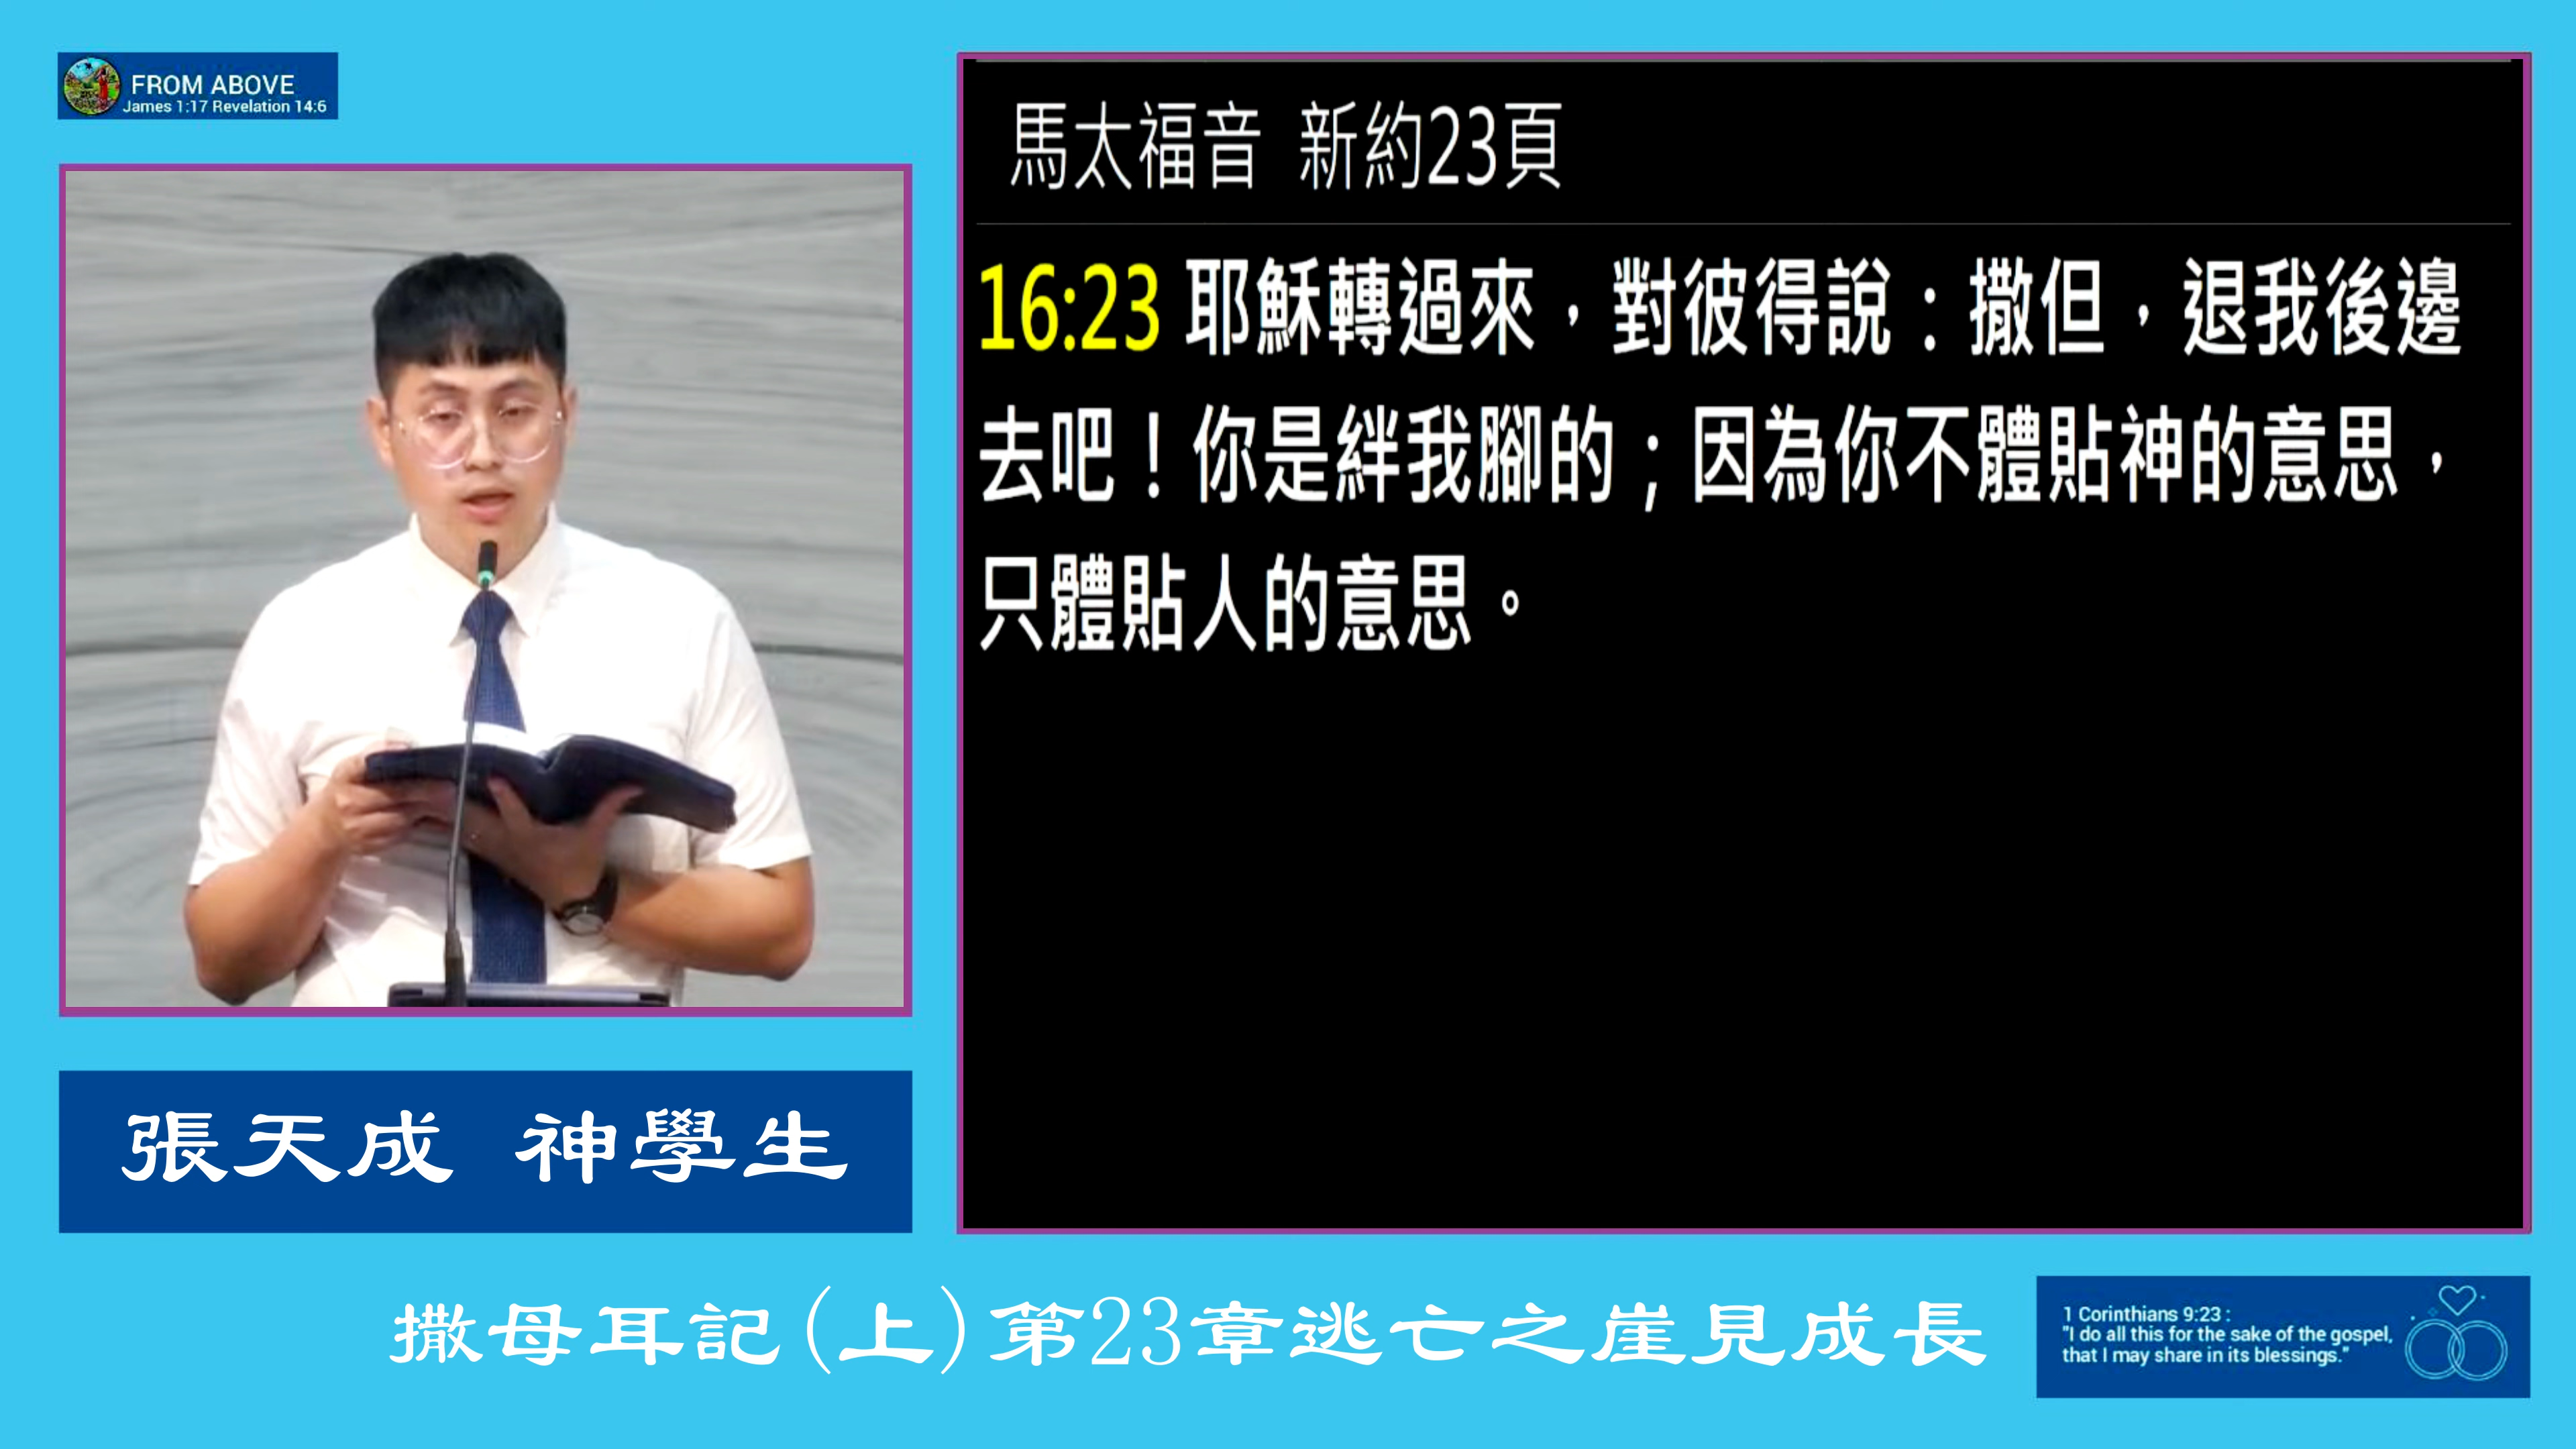 FROM ABOVE
James 1:17 Revelation 14:6
馬太福音 新約23頁
16:23 耶穌轉過來，對彼得說：撒但，退我後邊
去吧！你是絆我腳的；因為你不體貼神的意思，
只體貼人的意思。
張天成 神學生
撒母耳記(上)第23章逃亡之崖見成長
1 Corinthians 9:23 :
"I do all this for the sake of the gospel,
that I may share in its blessings."